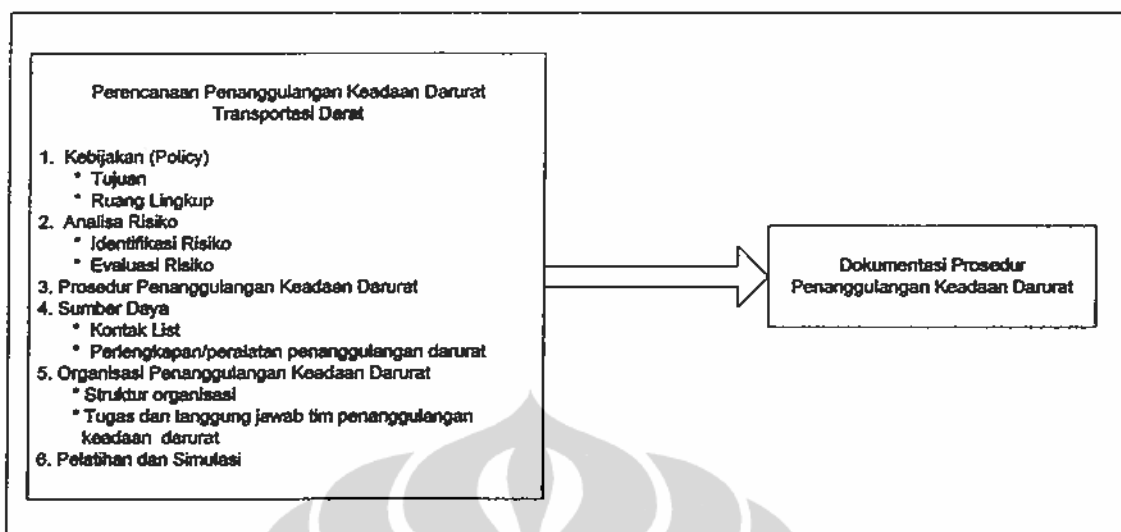 Perencanaan Penanggulangan Keadaan Darurat
Transportasi Darat
1. Kebijakan (Policy)
* Tujuan
* Ruang Lingkup
2. Analisa Risiko
* Identifikasi Risiko
* Evaluasi Risiko
3. Prosedur Penanggulangan Keadaan Darurat
4. Sumber Daya
* Kontak List
* Perlengkapan/peralatan penanggulangan darurat
5. Organisasi Penanggulangan Keadaan Darurat
* Struktur organisasi
* Tugas dan tanggung jawab tim penanggulangan
keadaan darurat
6. Pelatihan dan Simulasi
Dokumentasi Prosedur
Penanggulangan Keadaan Darurat